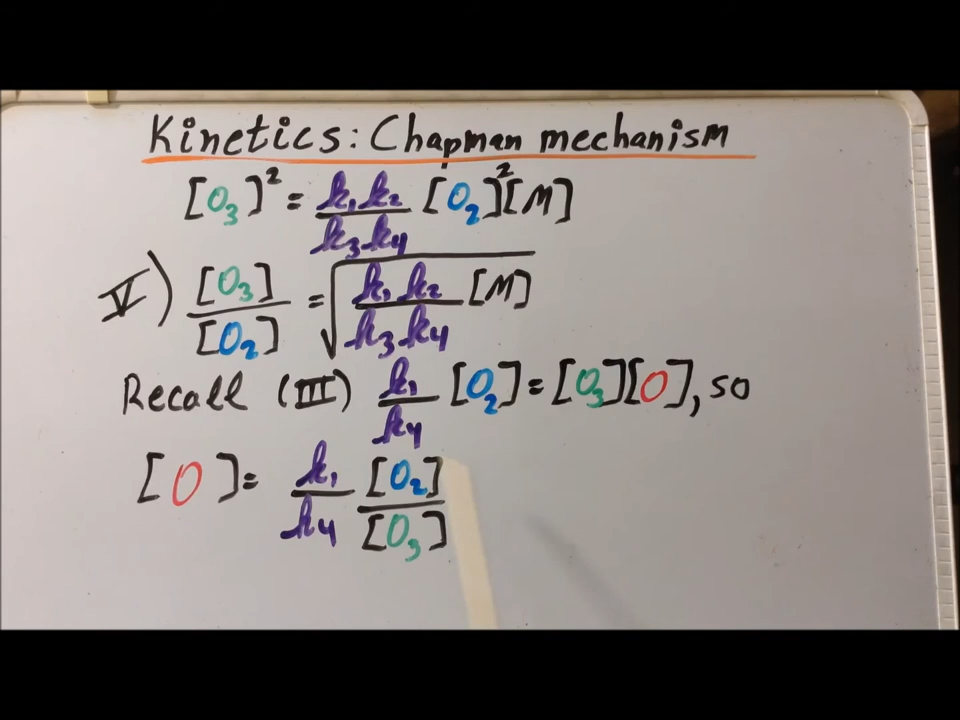 Kinetics: Chapman mechanism
[O₃]² = k₁k₂/k₃k₄ [O₂]²[M]
V) [O₃]/[O₂] = √(k₁k₂/k₃k₄ [M])
Recall (III) k₁/k₄ [O₂] = [O₃][O], so
[O] = k₁/k₄ [O₂]/[O₃]